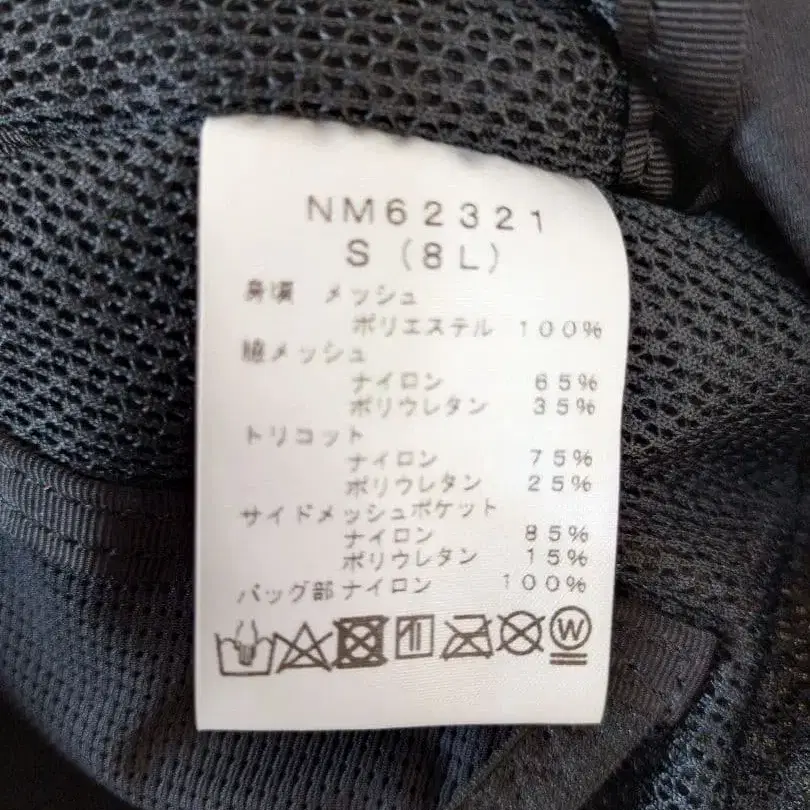 NM62321
S (8L)
身頃 メッシュ
ポリエステル 100%
脇メッシュ
ナイロン 65%
ポリウレタン 35%
トリコット
ナイロン 75%
ポリウレタン 25%
サイドメッシュポケット
ナイロン 85%
ポリウレタン 15%
バッグ部 ナイロン 100%
W